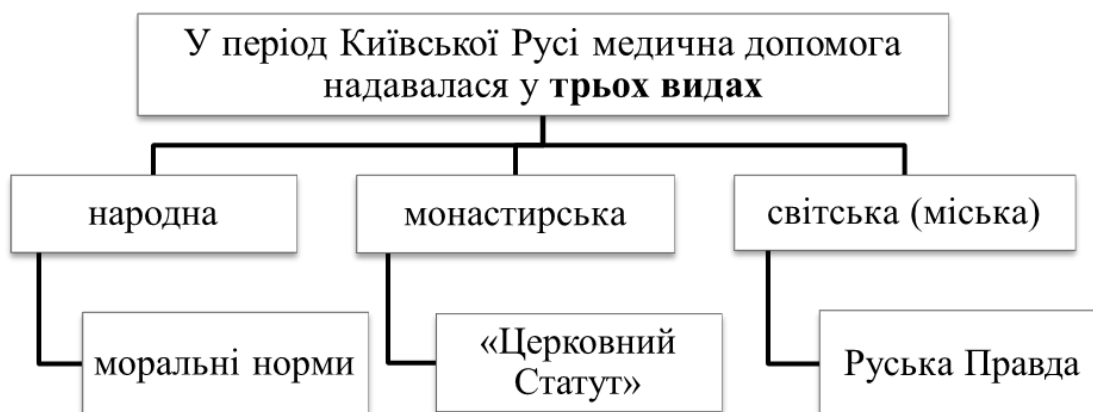 У період Київської Русі медична допомога
надавалася у трьох видах
народна
монастирська
світська (міська)
моральні норми
«Церковний
Статут»
Руська Правда